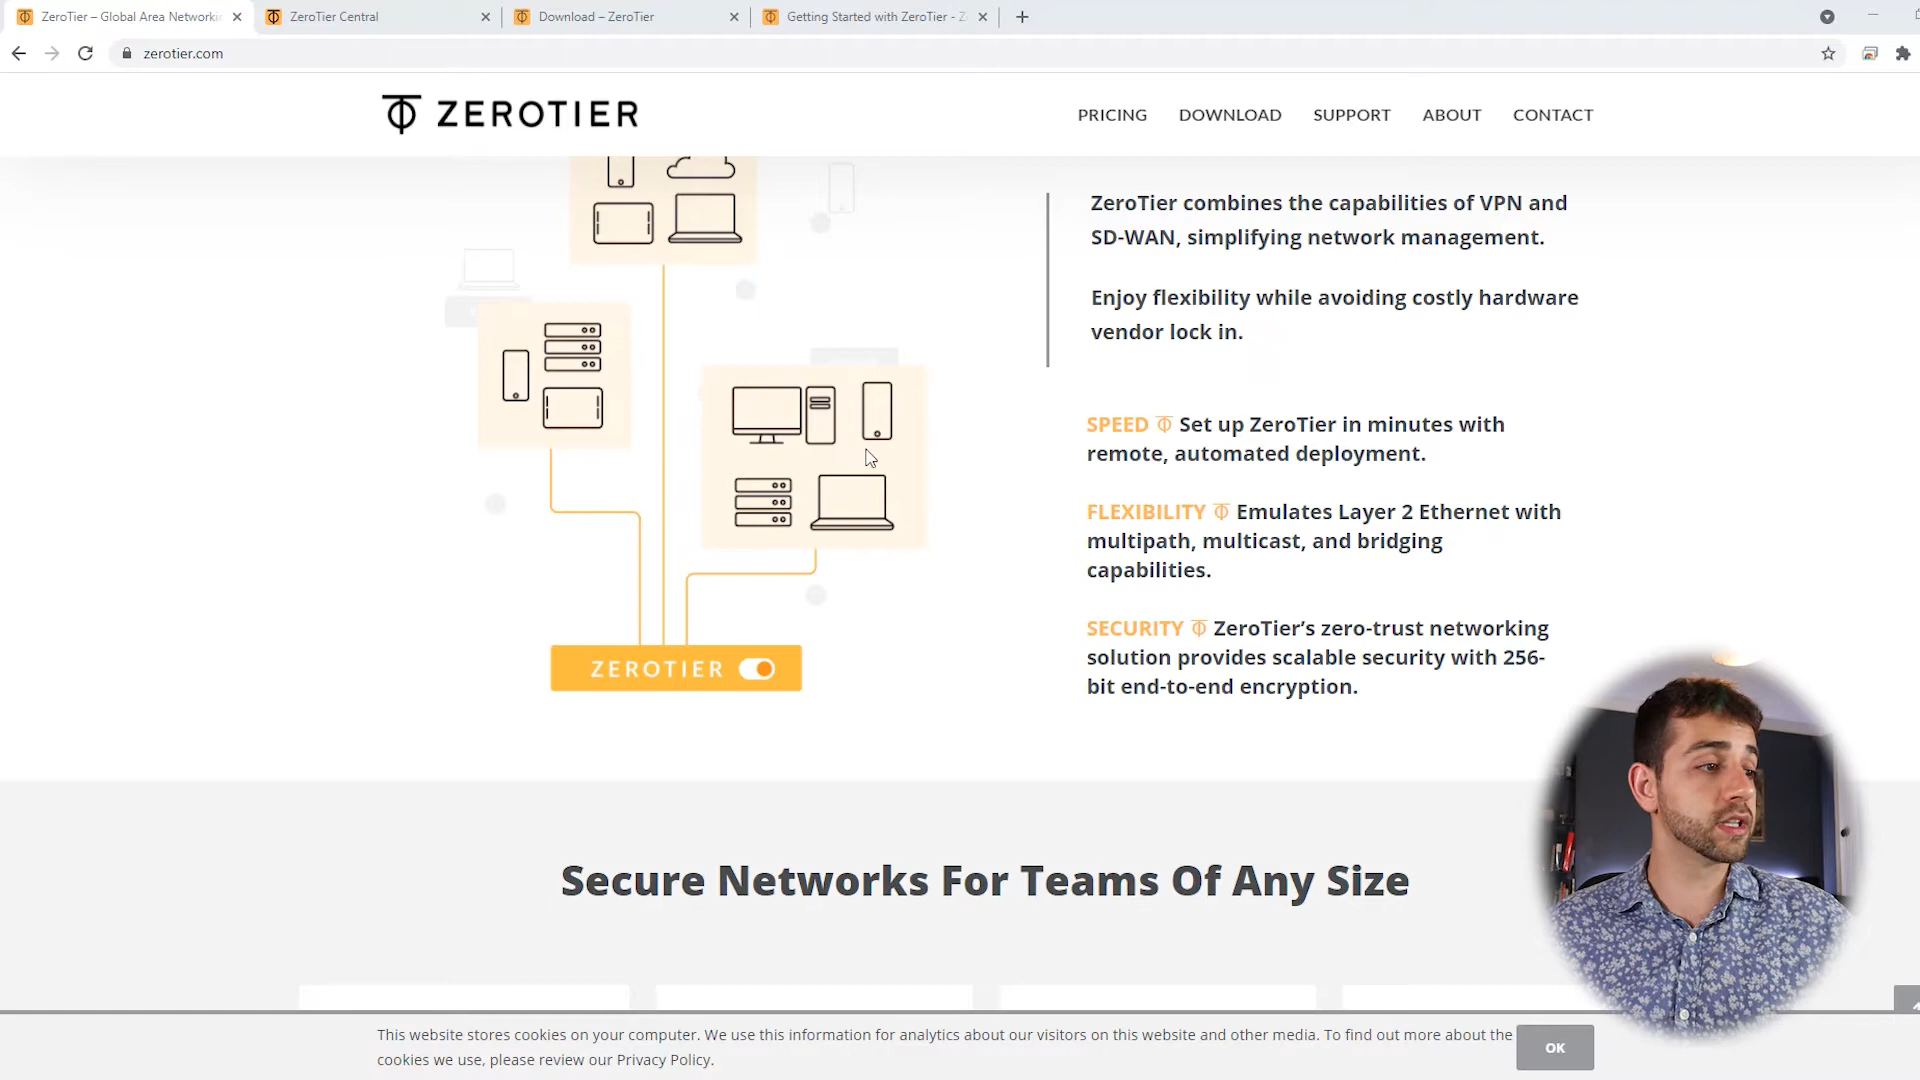 ZeroTier – Global Area Networkin
ZeroTier Central
Download – ZeroTier
Getting Started with ZeroTier - Z
zerotier.com
ZEROTIER
PRICING
DOWNLOAD
SUPPORT
ABOUT
CONTACT
ZeroTier combines the capabilities of VPN and
SD-WAN, simplifying network management.
Enjoy flexibility while avoiding costly hardware
vendor lock in.
SPEED Set up ZeroTier in minutes with
remote, automated deployment.
FLEXIBILITY Emulates Layer 2 Ethernet with
multipath, multicast, and bridging
capabilities.
SECURITY ZeroTier’s zero-trust networking
solution provides scalable security with 256-
bit end-to-end encryption.
ZEROTIER
Secure Networks For Teams Of Any Size
This website stores cookies on your computer. We use this information for analytics about our visitors on this website and other media. To find out more about the
cookies we use, please review our Privacy Policy.
OK